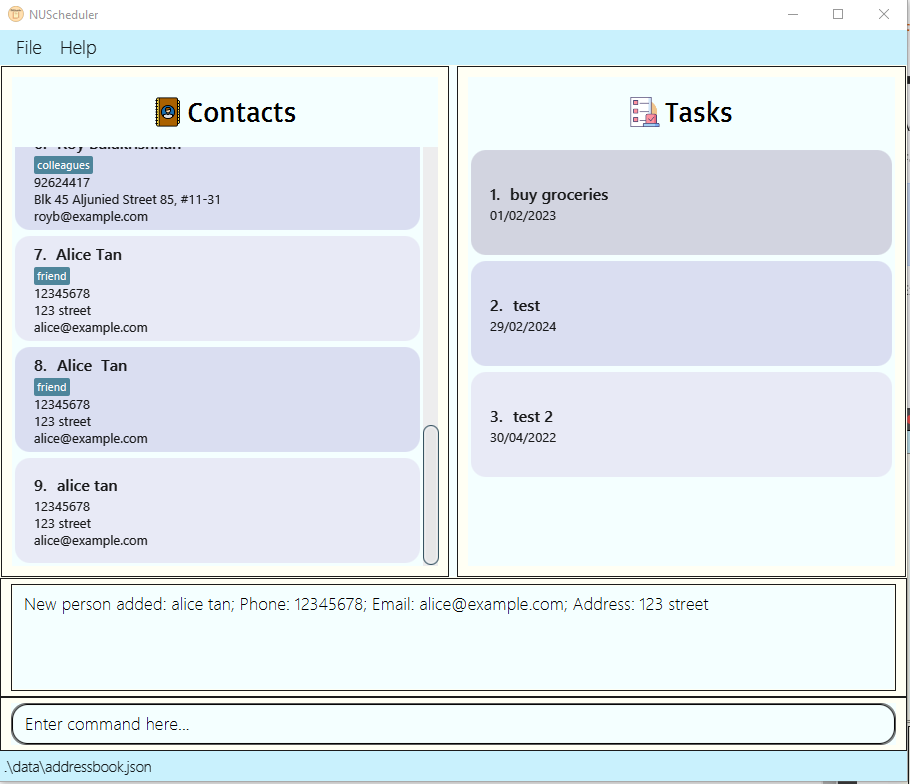 NUScheduler
File Help
Contacts
6. Roy Balakrishnan
colleagues
92624417
Blk 45 Aljunied Street 85, #11-31
royb@example.com
7. Alice Tan
friend
12345678
123 street
alice@example.com
8. Alice  Tan
friend
12345678
123 street
alice@example.com
9. alice tan
12345678
123 street
alice@example.com
Tasks
1. buy groceries
01/02/2023
2. test
29/02/2024
3. test 2
30/04/2022
New person added: alice tan; Phone: 12345678; Email: alice@example.com; Address: 123 street
Enter command here...
.\data\addressbook.json